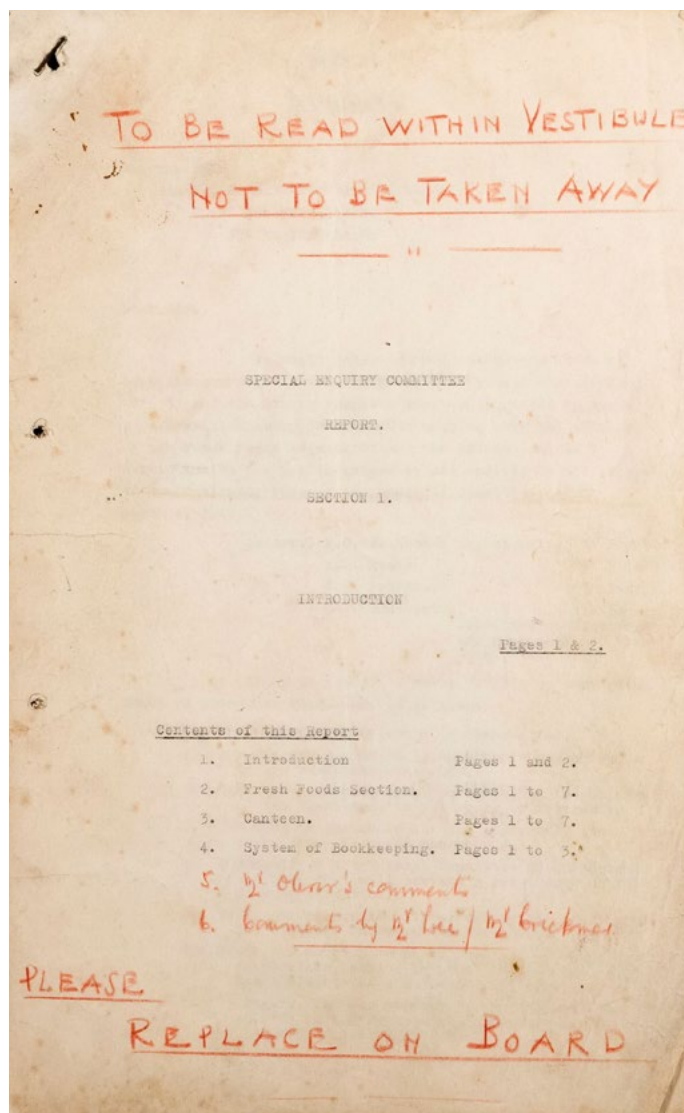 TO BE READ WITHIN VESTIBULE
NOT TO BE TAKEN AWAY
"
SPECIAL ENQUIRY COMMITTEE
REPORT.
SECTION 1.
INTRODUCTION
Pages 1 & 2.
Contents of this Report
1. Introduction Pages 1 and 2.
2. Fresh Foods Section. Pages 1 to 7.
3. Canteen. Pages 1 to 7.
4. System of Bookkeeping. Pages 1 to 3.
5. Mr Oliver's comments
6. Comments by Mr / Mr
PLEASE
REPLACE ON BOARD